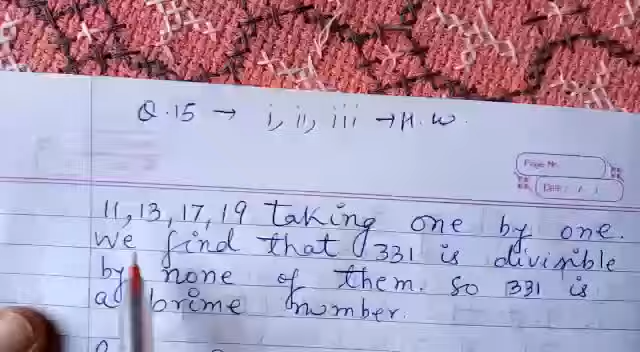 Q.15 → i, ii, iii → H.W.
Page No.
Date: / /
11, 13, 17, 19 taking one by one.
We find that 331 is divisible
by none of them. So 331 is
a prime number.